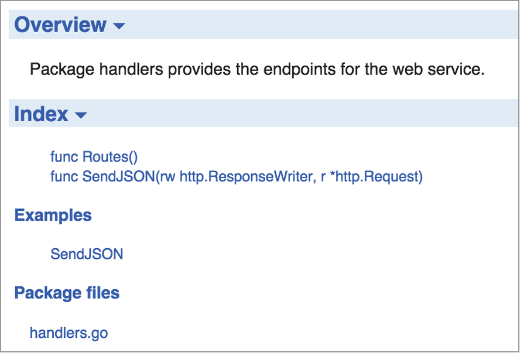 Overview
Package handlers provides the endpoints for the web service.
Index
func Routes()
func SendJSON(rw http.ResponseWriter, r *http.Request)
Examples
SendJSON
Package files
handlers.go